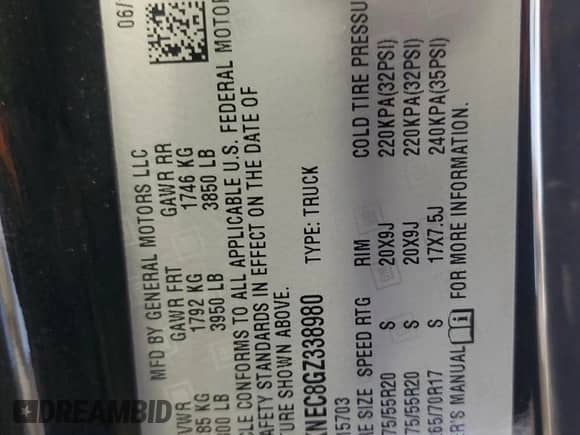 06/
MFD BY GENERAL MOTORS LLC
VWR GAWR FRT GAWR RR
85 KG 1792 KG 1746 KG
00 LB 3950 LB 3850 LB
CLE CONFORMS TO ALL APPLICABLE U.S. FEDERAL MOTOR
AFETY STANDARDS IN EFFECT ON THE DATE OF
TURE SHOWN ABOVE.
KNEC8GZ338980 TYPE: TRUCK
15703
RE SIZE SPEED RTG RIM COLD TIRE PRESSU
75/55R20 S 20X9J 220KPA(32PSI)
75/55R20 S 20X9J 220KPA(32PSI)
65/70R17 S 17X7.5J 240KPA(35PSI)
R'S MANUAL i FOR MORE INFORMATION.
DREAMBID